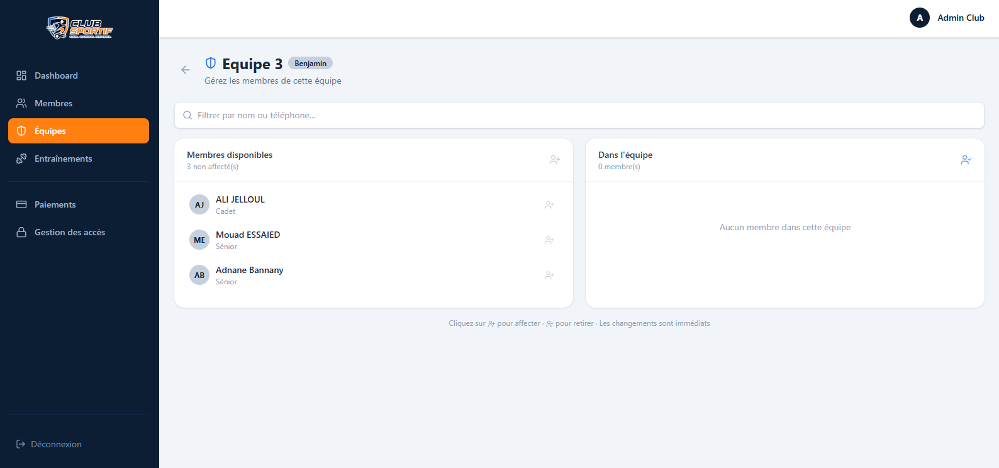 CLUB
SPORTIF
Dashboard
Membres
Équipes
Entraînements
Paiements
Gestion des accès
Déconnexion
A Admin Club
Equipe 3 Benjamin
Gérez les membres de cette équipe
Filtrer par nom ou téléphone...
Membres disponibles
3 non affecté(s)
AJ ALI JELLOUL
Cadet
ME Mouad ESSAIED
Sénior
AB Adnane Bannany
Sénior
Dans l'équipe
0 membre(s)
Aucun membre dans cette équipe
Cliquez sur pour affecter · pour retirer · Les changements sont immédiats